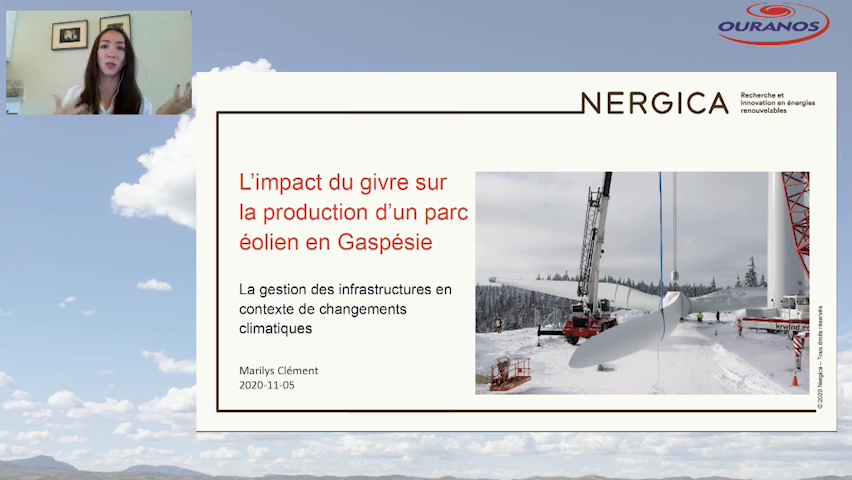 OURANOS
NERGICA
Recherche et
Innovation en énergies
renouvelables
L'impact du givre sur
la production d'un parc
éolien en Gaspésie
La gestion des infrastructures en
contexte de changements
climatiques
Marilys Clément
2020-11-05
© 2020 Nergica – Tous droits réservés